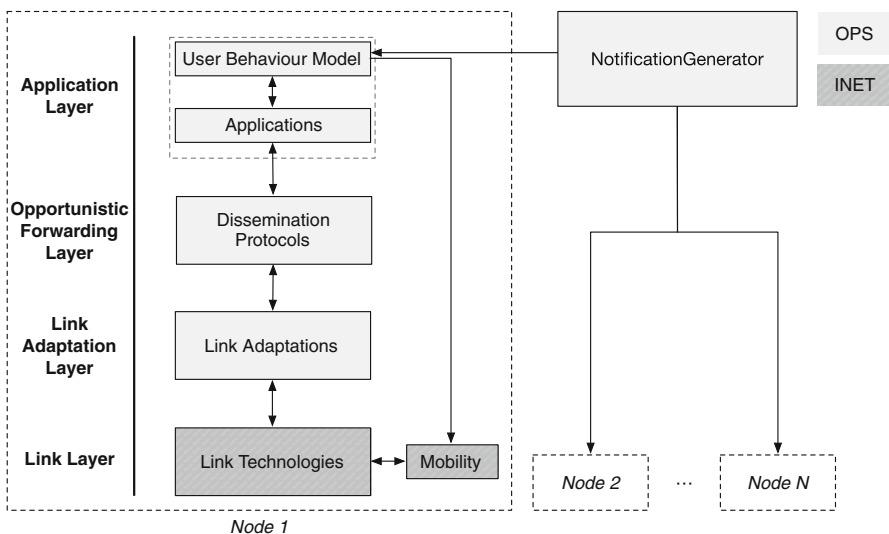 Application
Layer
User Behaviour Model
Applications
NotificationGenerator
OPS
INET
Opportunistic
Forwarding
Layer
Dissemination
Protocols
Link
Adaptation
Layer
Link Adaptations
Link Layer
Link Technologies
Mobility
Node 1
Node 2
...
Node N